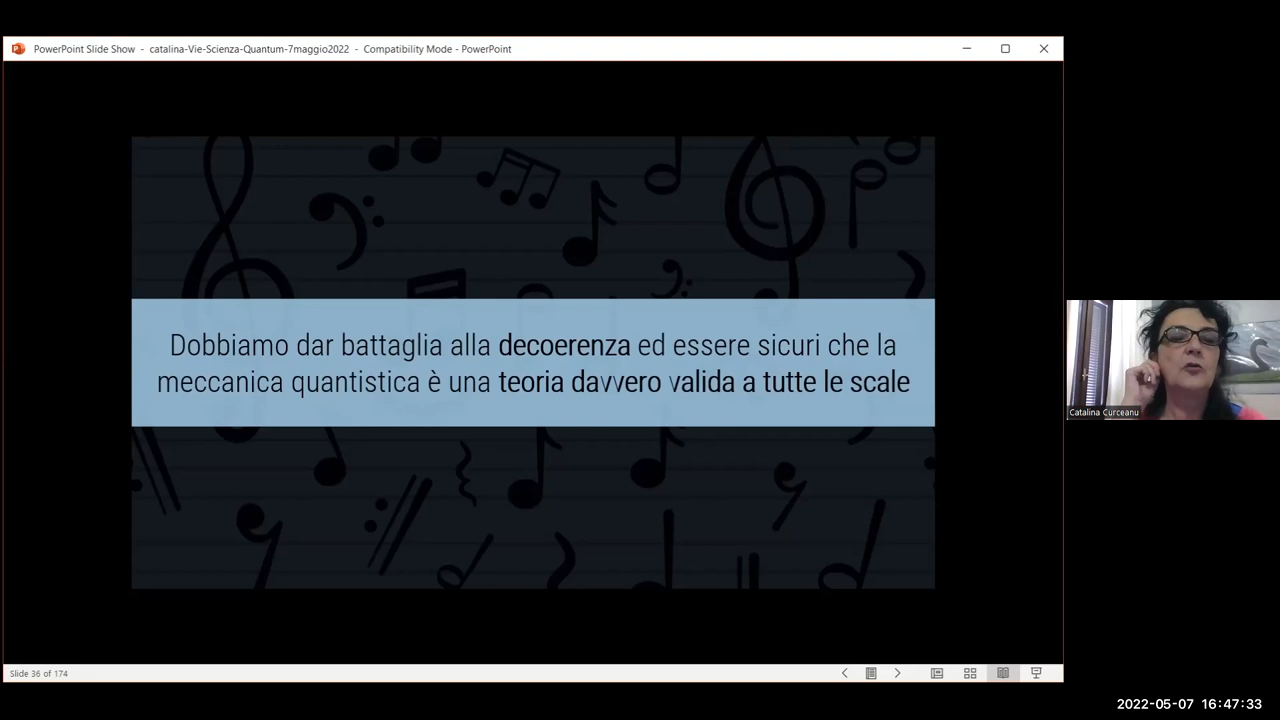 PowerPoint Slide Show - catalina-Vie-Scienza-Quantum-7maggio2022 - Compatibility Mode - PowerPoint
Dobbiamo dar battaglia alla decoerenza ed essere sicuri che la
meccanica quantistica è una teoria davvero valida a tutte le scale
Catalina Curceanu
Slide 36 of 174
2022-05-07 16:47:33